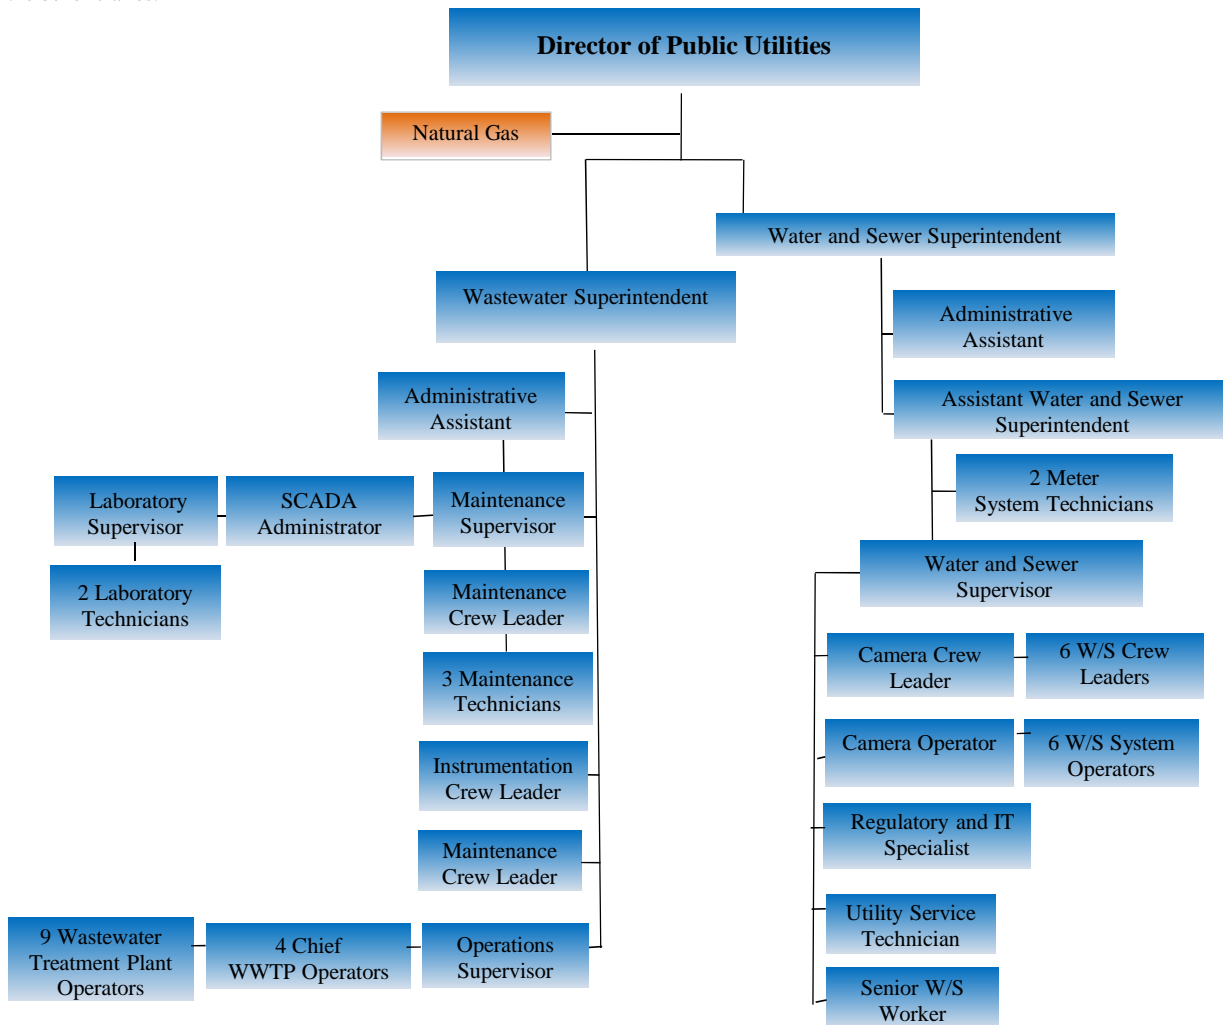 Director of Public Utilities
Natural Gas
Water and Sewer Superintendent
Wastewater Superintendent
Administrative
Assistant
Assistant Water and Sewer
Superintendent
2 Meter
System Technicians
Water and Sewer
Supervisor
Camera Crew
Leader
6 W/S Crew
Leaders
Camera Operator
6 W/S System
Operators
Regulatory and IT
Specialist
Utility Service
Technician
Senior W/S
Worker
Administrative
Assistant
Laboratory
Supervisor
SCADA
Administrator
Maintenance
Supervisor
2 Laboratory
Technicians
Maintenance
Crew Leader
3 Maintenance
Technicians
Instrumentation
Crew Leader
Maintenance
Crew Leader
9 Wastewater
Treatment Plant
Operators
4 Chief
WWTP Operators
Operations
Supervisor